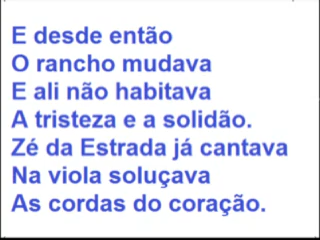 E desde então
O rancho mudava
E ali não habitava
A tristeza e a solidão.
Zé da Estrada já cantava
Na viola soluçava
As cordas do coração.